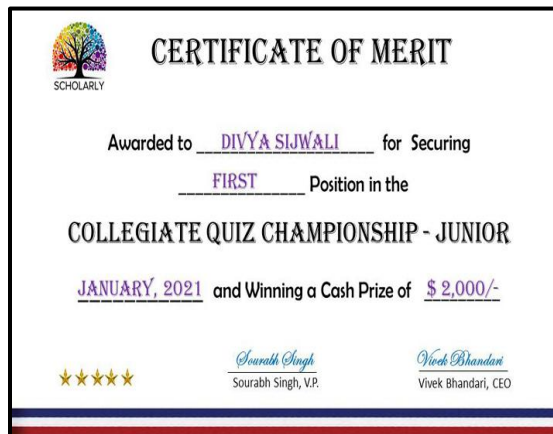 SCHOLARLY
CERTIFICATE OF MERIT
Awarded to DIVYA SIJWALI for Securing
FIRST Position in the
COLLEGIATE QUIZ CHAMPIONSHIP - JUNIOR
JANUARY, 2021 and Winning a Cash Prize of $ 2,000/-
Sourabh Singh
Vivek Bhandari
Sourabh Singh, V.P.
Vivek Bhandari, CEO